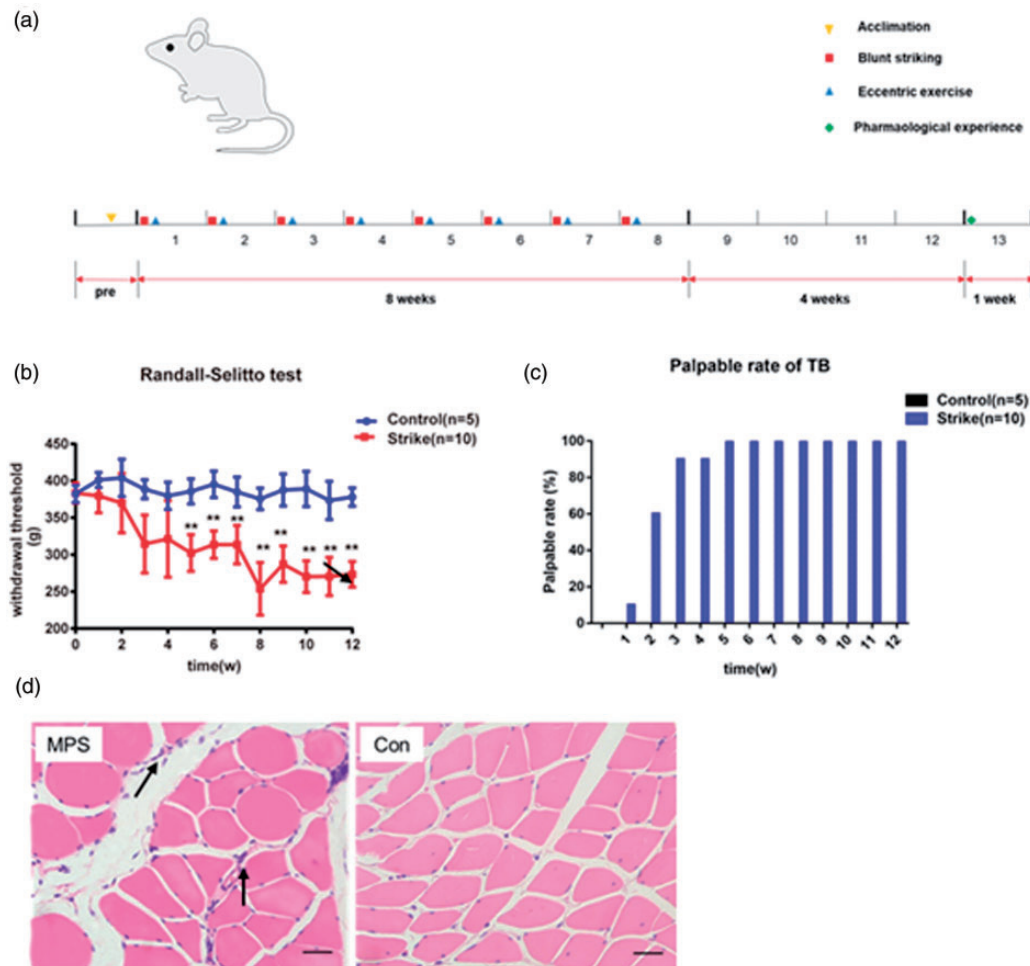 (a)
Acclimation
Blunt striking
Eccentric exercise
Pharmaological experience
1 2 3 4 5 6 7 8 9 10 11 12 13
pre 8 weeks 4 weeks 1 week
(b)
Randall-Selitto test
Control(n=5)
Strike(n=10)
withdrawal threshold
(g)
450
400
350
300
250
200
** ** ** ** ** ** ** **
0 2 4 6 8 10 12
time(w)
(c)
Palpable rate of TB
Control(n=5)
Strike(n=10)
Palpable rate (%)
100
80
60
40
20
0
1 2 3 4 5 6 7 8 9 10 11 12
time(w)
(d)
MPS
Con